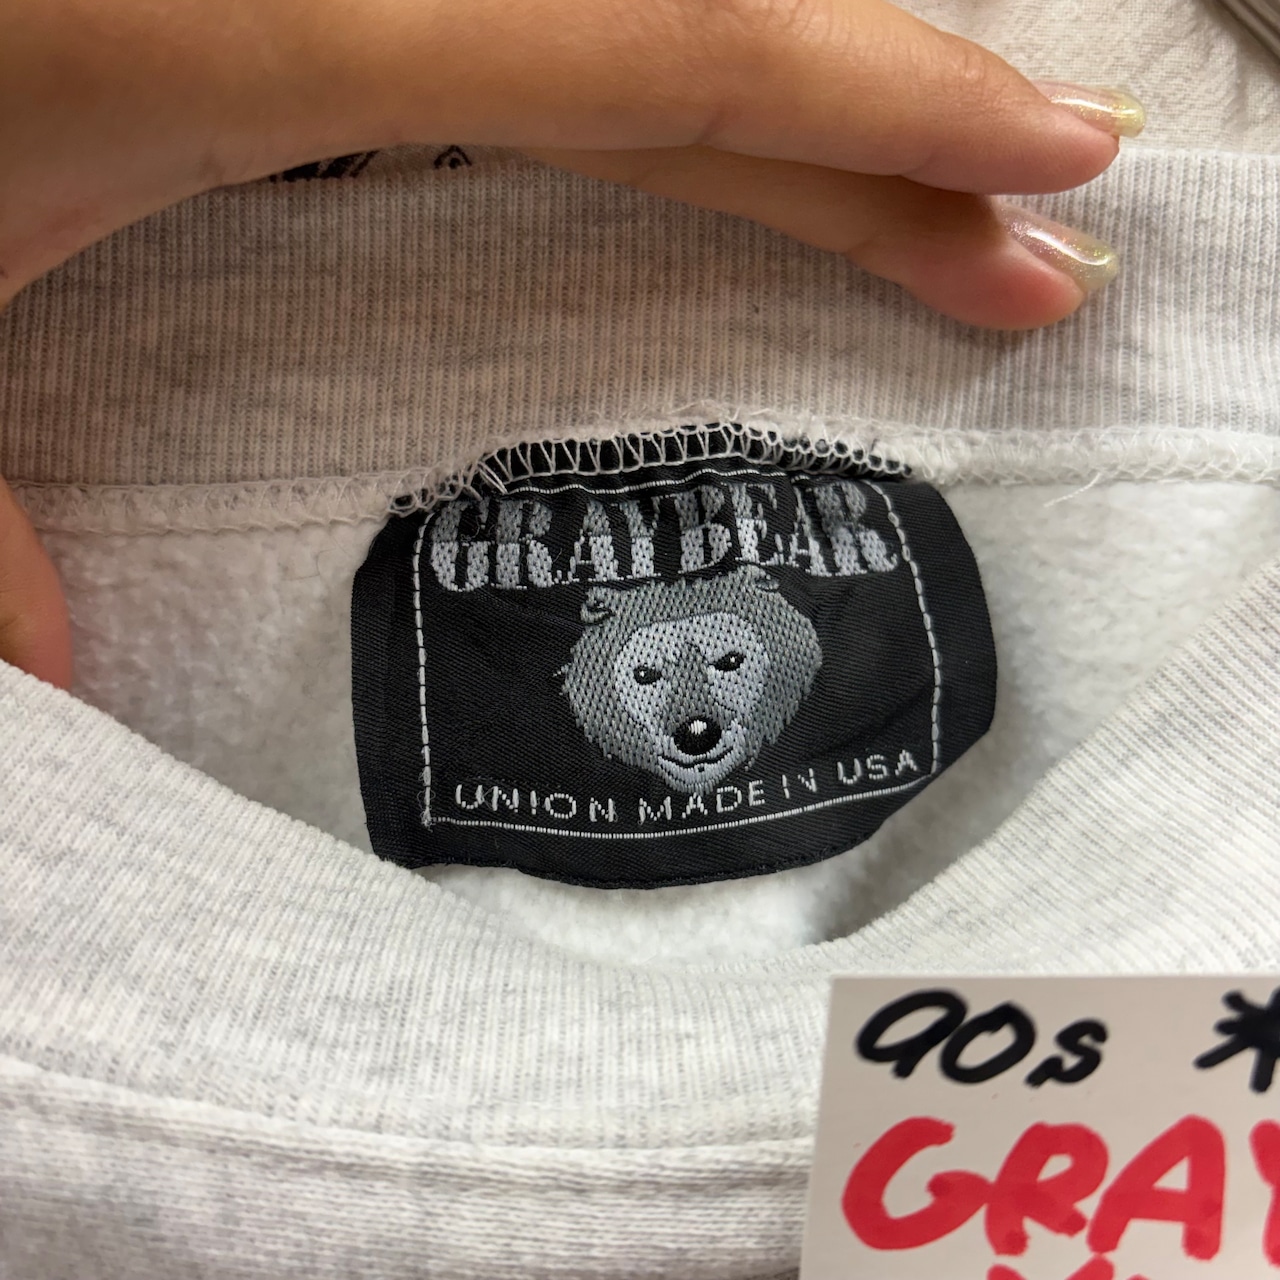 GRAYBEAR
UNION MADE IN USA
90s *
GRAY